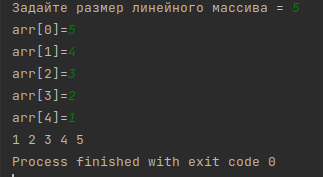 Задайте размер линейного массива = 5
arr[0]=5
arr[1]=4
arr[2]=3
arr[3]=2
arr[4]=1
1 2 3 4 5
Process finished with exit code 0